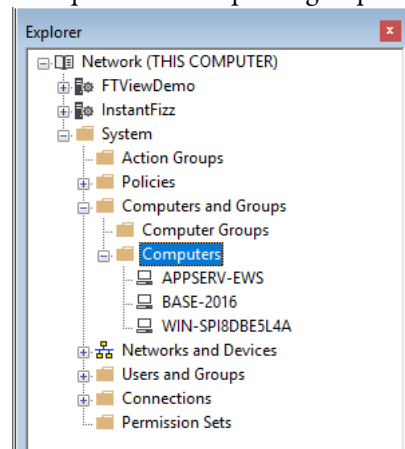 Explorer
x
Network (THIS COMPUTER)
FTViewDemo
InstantFizz
System
Action Groups
Policies
Computers and Groups
Computer Groups
Computers
APPSERV-EWS
BASE-2016
WIN-SPI8DBE5L4A
Networks and Devices
Users and Groups
Connections
Permission Sets